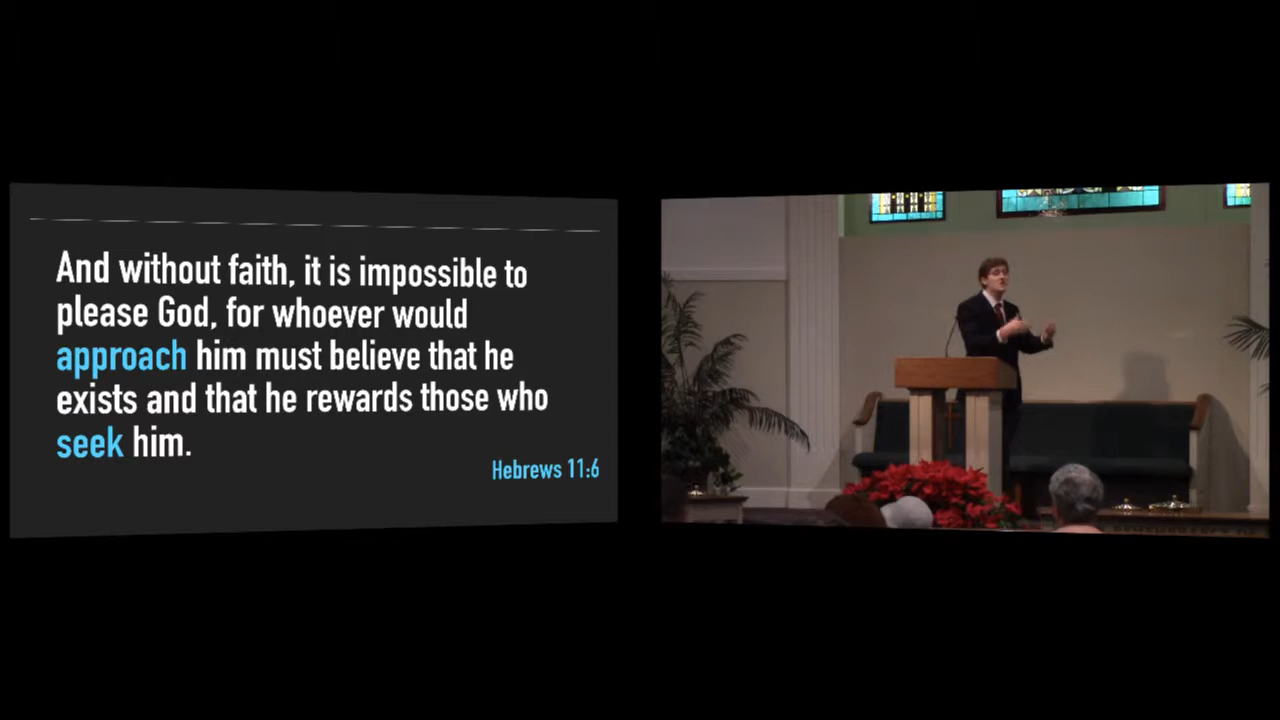 And without faith, it is impossible to
please God, for whoever would
approach him must believe that he
exists and that he rewards those who
seek him.
Hebrews 11:6